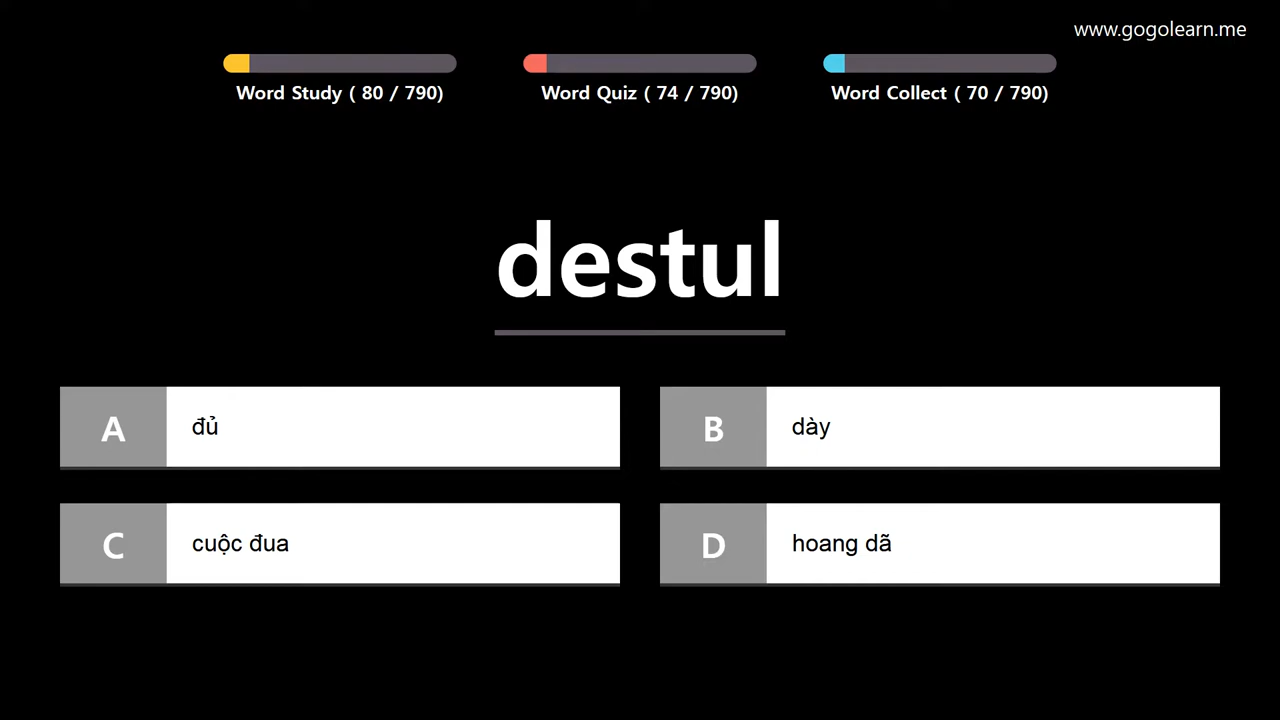 www.gogolearn.me
Word Study ( 80 / 790)
Word Quiz ( 74 / 790)
Word Collect ( 70 / 790)
destul
A đủ
B dày
C cuộc đua
D hoang dã